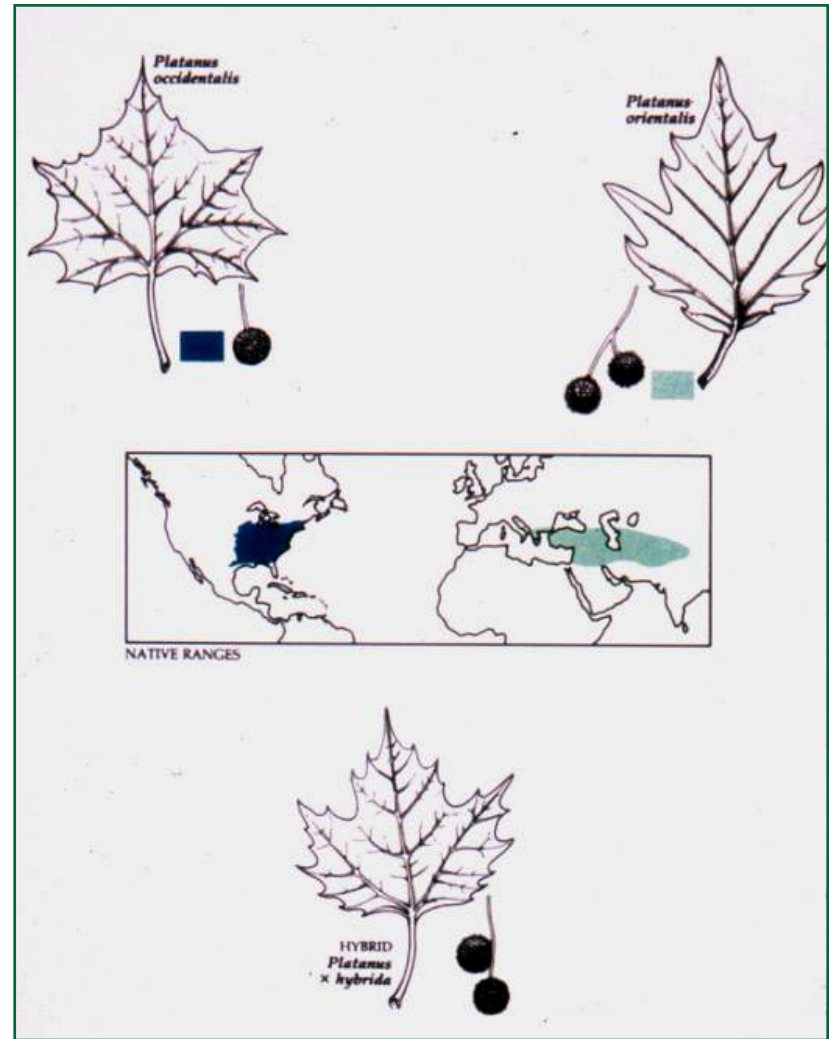 Platanus
occidentalis
Platanus
orientalis
NATIVE RANGES
HYBRID
Platanus
× hybrida